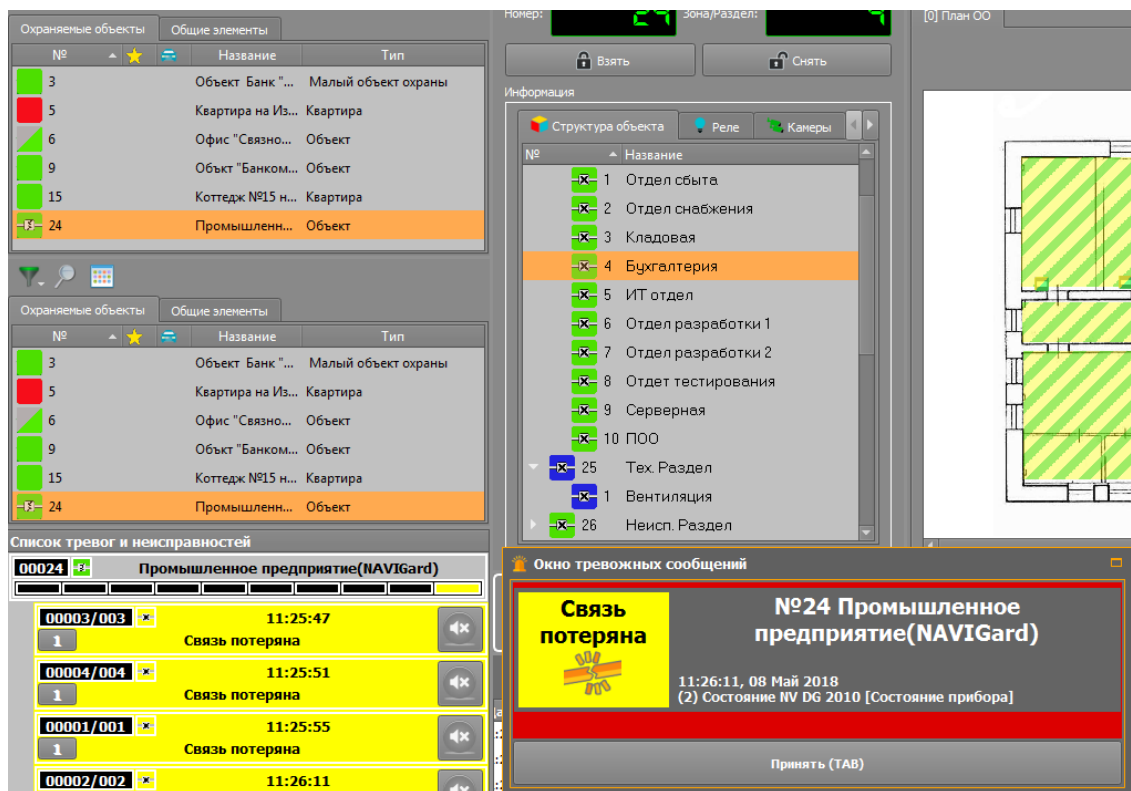 Охраняемые объекты Общие элементы
№ Название Тип
3 Объект Банк "... Малый объект охраны
5 Квартира на Из... Квартира
6 Офис "Связно... Объект
9 Объкт "Банком... Объект
15 Коттедж №15 н... Квартира
24 Промышленн... Объект
Охраняемые объекты Общие элементы
№ Название Тип
3 Объект Банк "... Малый объект охраны
5 Квартира на Из... Квартира
6 Офис "Связно... Объект
9 Объкт "Банком... Объект
15 Коттедж №15 н... Квартира
24 Промышленн... Объект
Список тревог и неисправностей
00024 Промышленное предприятие(NAVIGard)
00003/003 11:25:47
1 Связь потеряна
00004/004 11:25:51
1 Связь потеряна
00001/001 11:25:55
1 Связь потеряна
00002/002 11:26:11
Номер: 24 Зона/Раздел: 4
Взять Снять
Информация
Структура объекта Реле Камеры
№ Название
1 Отдел сбыта
2 Отдел снабжения
3 Кладовая
4 Бухгалтерия
5 ИТ отдел
6 Отдел разработки 1
7 Отдел разработки 2
8 Отдет тестирования
9 Серверная
10 ПОО
25 Тех. Раздел
1 Вентиляция
26 Неисп. Раздел
[0] План ОО
Окно тревожных сообщений
Связь потеряна
№24 Промышленное
предприятие(NAVIGard)
11:26:11, 08 Май 2018
(2) Состояние NV DG 2010 [Состояние прибора]
Принять (TAB)